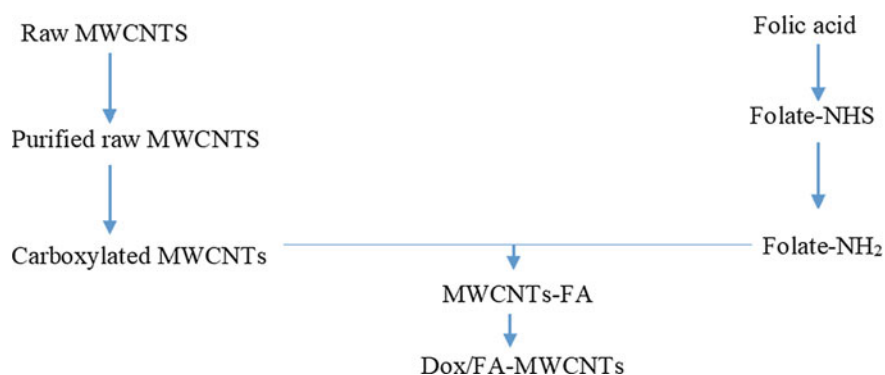 Raw MWCNTS
Folic acid
Purified raw MWCNTS
Folate-NHS
Carboxylated MWCNTs
Folate-NH₂
MWCNTs-FA
Dox/FA-MWCNTs